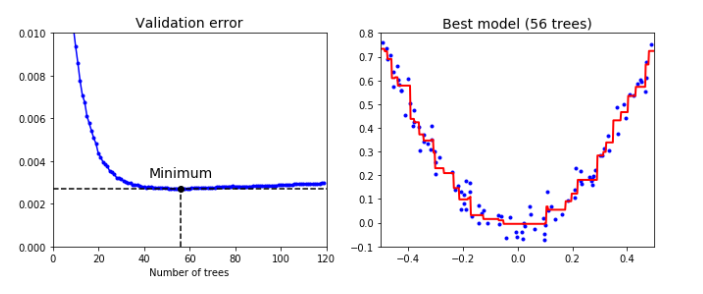 Validation error
0.010
0.008
0.006
0.004
0.002
0.000
Minimum
0 20 40 60 80 100 120
Number of trees
Best model (56 trees)
0.8
0.7
0.6
0.5
0.4
0.3
0.2
0.1
0.0
−0.1
−0.4 −0.2 0.0 0.2 0.4